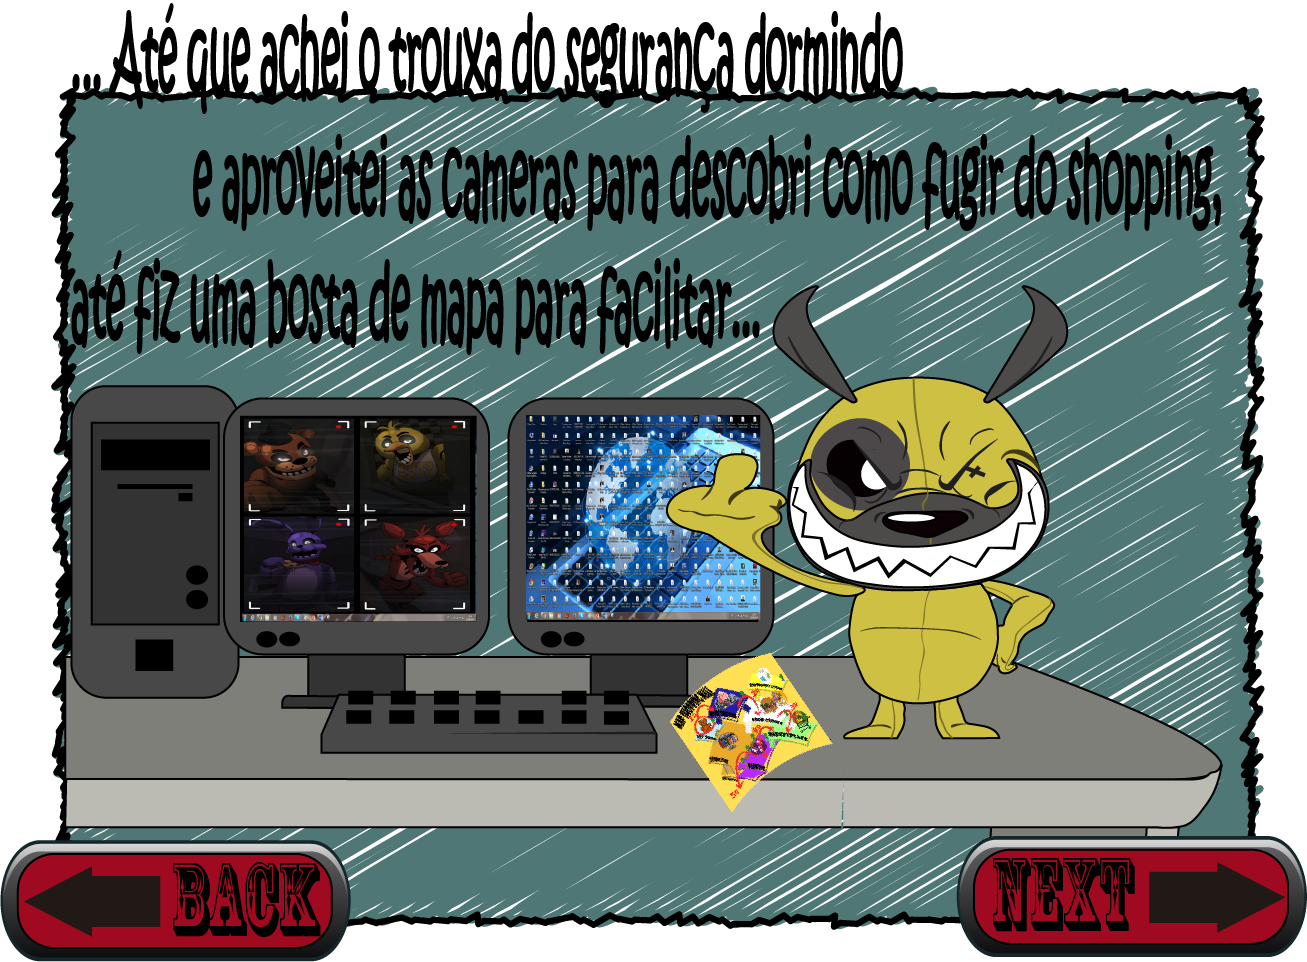 ... Até que achei o trouxa do segurança dormindo
e aproveitei as cameras para descobri como fugir do shopping,
até fiz uma bosta de mapa para facilitar...
BACK
NEXT